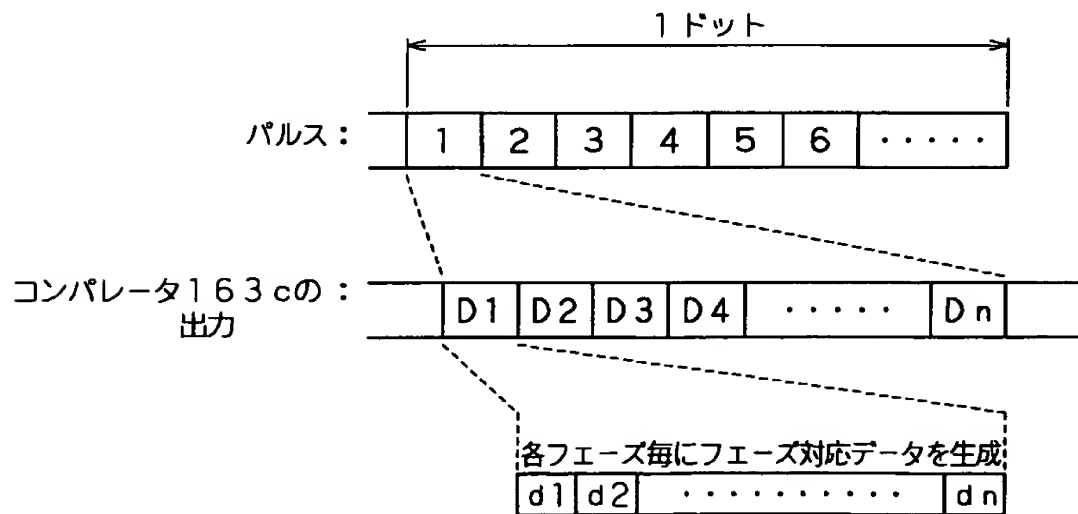 1ドット
パルス： 1 2 3 4 5 6 ・・・・・
コンパレータ163cの： D1 D2 D3 D4 ・・・・・ Dn
出力
各フェーズ毎にフェーズ対応データを生成
d1 d2 ・・・・・・・・・・ dn